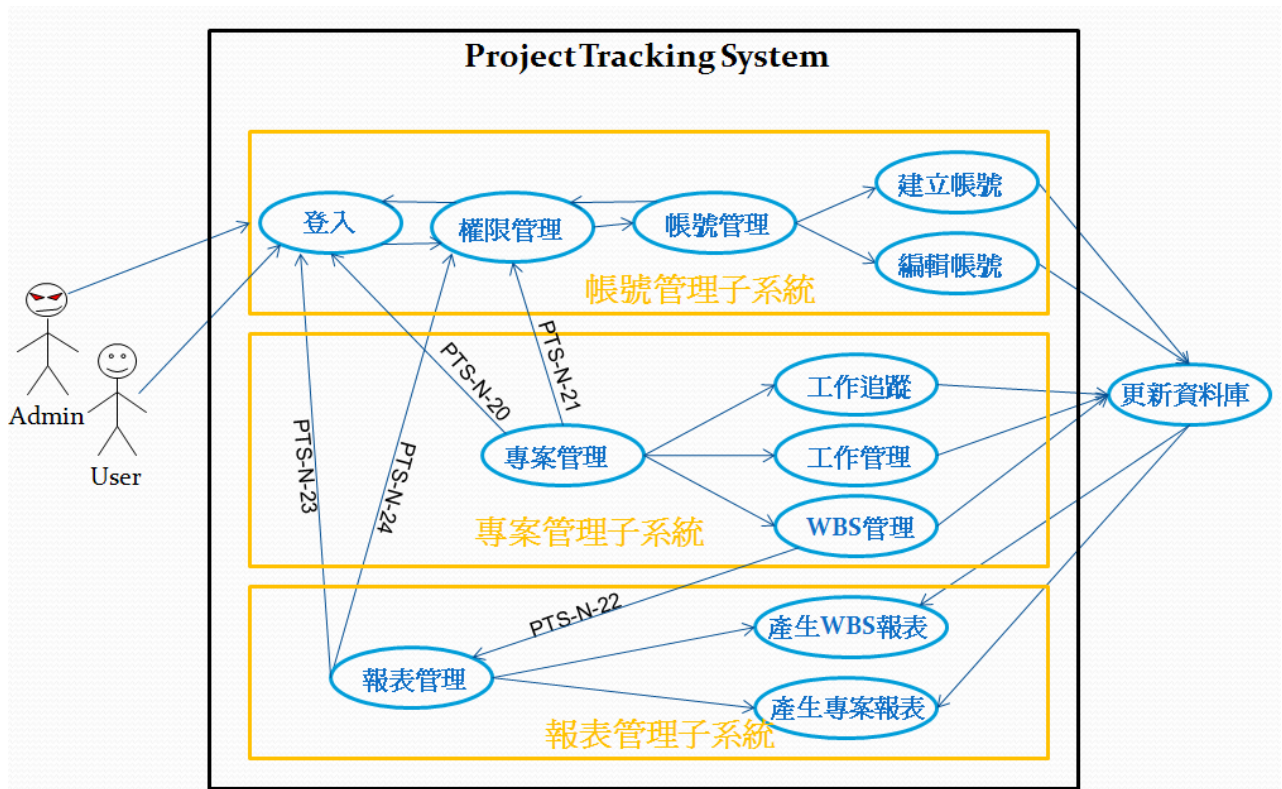 Project Tracking System
建立帳號
登入
權限管理
帳號管理
編輯帳號
帳號管理子系統
Admin
User
PTS-N-20
PTS-N-21
PTS-N-23
PTS-N-24
工作追蹤
更新資料庫
專案管理
工作管理
WBS管理
專案管理子系統
PTS-N-22
產生WBS報表
報表管理
產生專案報表
報表管理子系統